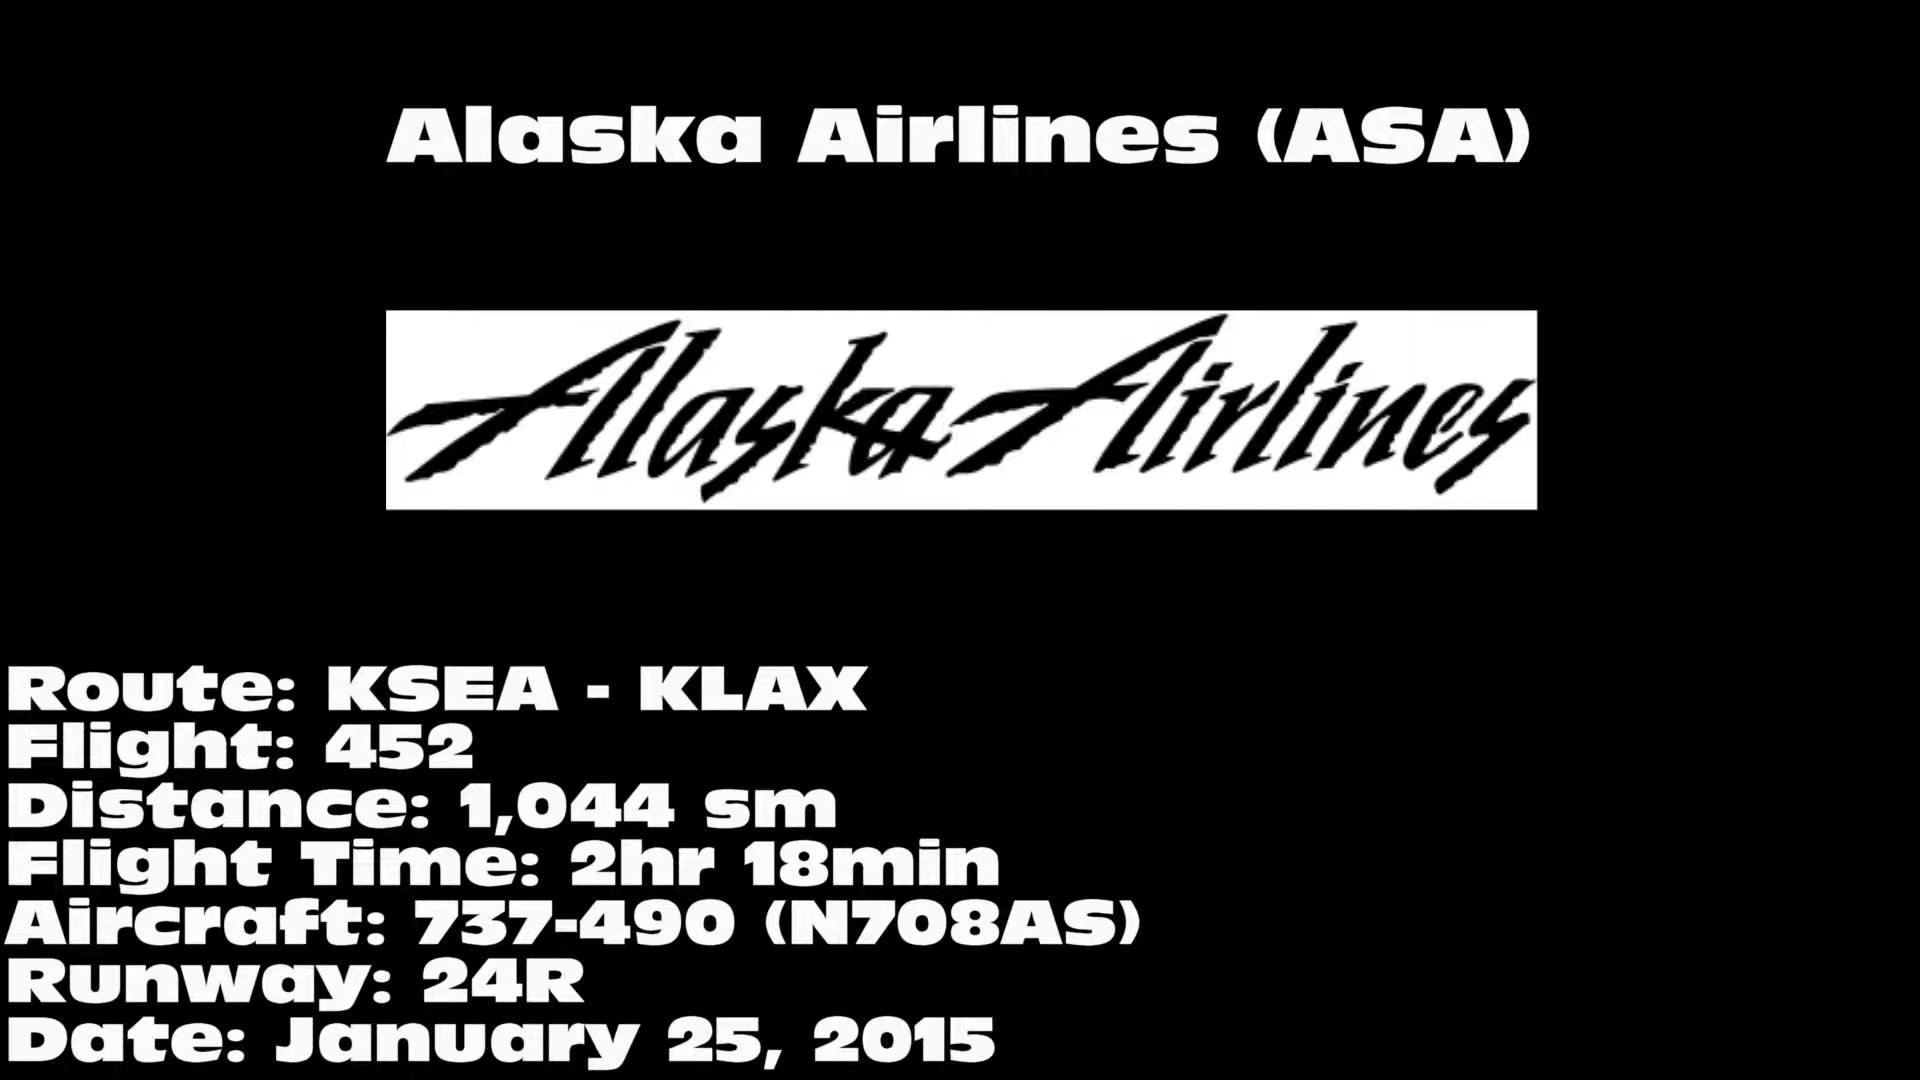 Alaska Airlines (ASA)
Alaska Airlines
Route: KSEA - KLAX
Flight: 452
Distance: 1,044 sm
Flight Time: 2hr 18min
Aircraft: 737-490 (N708AS)
Runway: 24R
Date: January 25, 2015